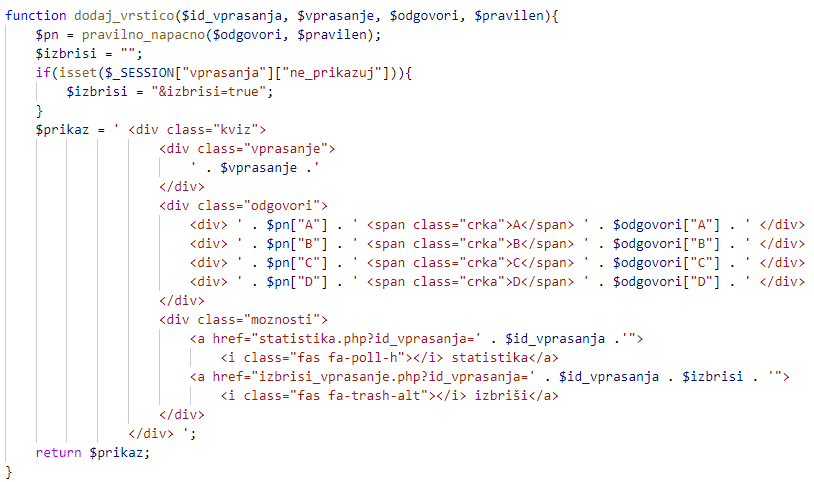 function dodaj_vrstico($id_vprasanja, $vprasanje, $odgovori, $pravilen){
    $pn = pravilno_napacno($odgovori, $pravilen);
    $izbrisi = "";
    if(isset($_SESSION["vprasanja"]["ne_prikazuj"])){
        $izbrisi = "&izbrisi=true";
    }
    $prikaz = ' <div class="kviz">
                    <div class="vprasanje">
                        ' . $vprasanje .'
                    </div>
                    <div class="odgovori">
                        <div> ' . $pn["A"] . ' <span class="crka">A</span> ' . $odgovori["A"] . ' </div>
                        <div> ' . $pn["B"] . ' <span class="crka">B</span> ' . $odgovori["B"] . ' </div>
                        <div> ' . $pn["C"] . ' <span class="crka">C</span> ' . $odgovori["C"] . ' </div>
                        <div> ' . $pn["D"] . ' <span class="crka">D</span> ' . $odgovori["D"] . ' </div>
                    </div>
                    <div class="moznosti">
                        <a href="statistika.php?id_vprasanja=' . $id_vprasanja .'">
                            <i class="fas fa-poll-h"></i> statistika</a>
                        <a href="izbrisi_vprasanje.php?id_vprasanja=' . $id_vprasanja . $izbrisi . '">
                            <i class="fas fa-trash-alt"></i> izbriši</a>
                    </div>
                </div> ';
    return $prikaz;
}